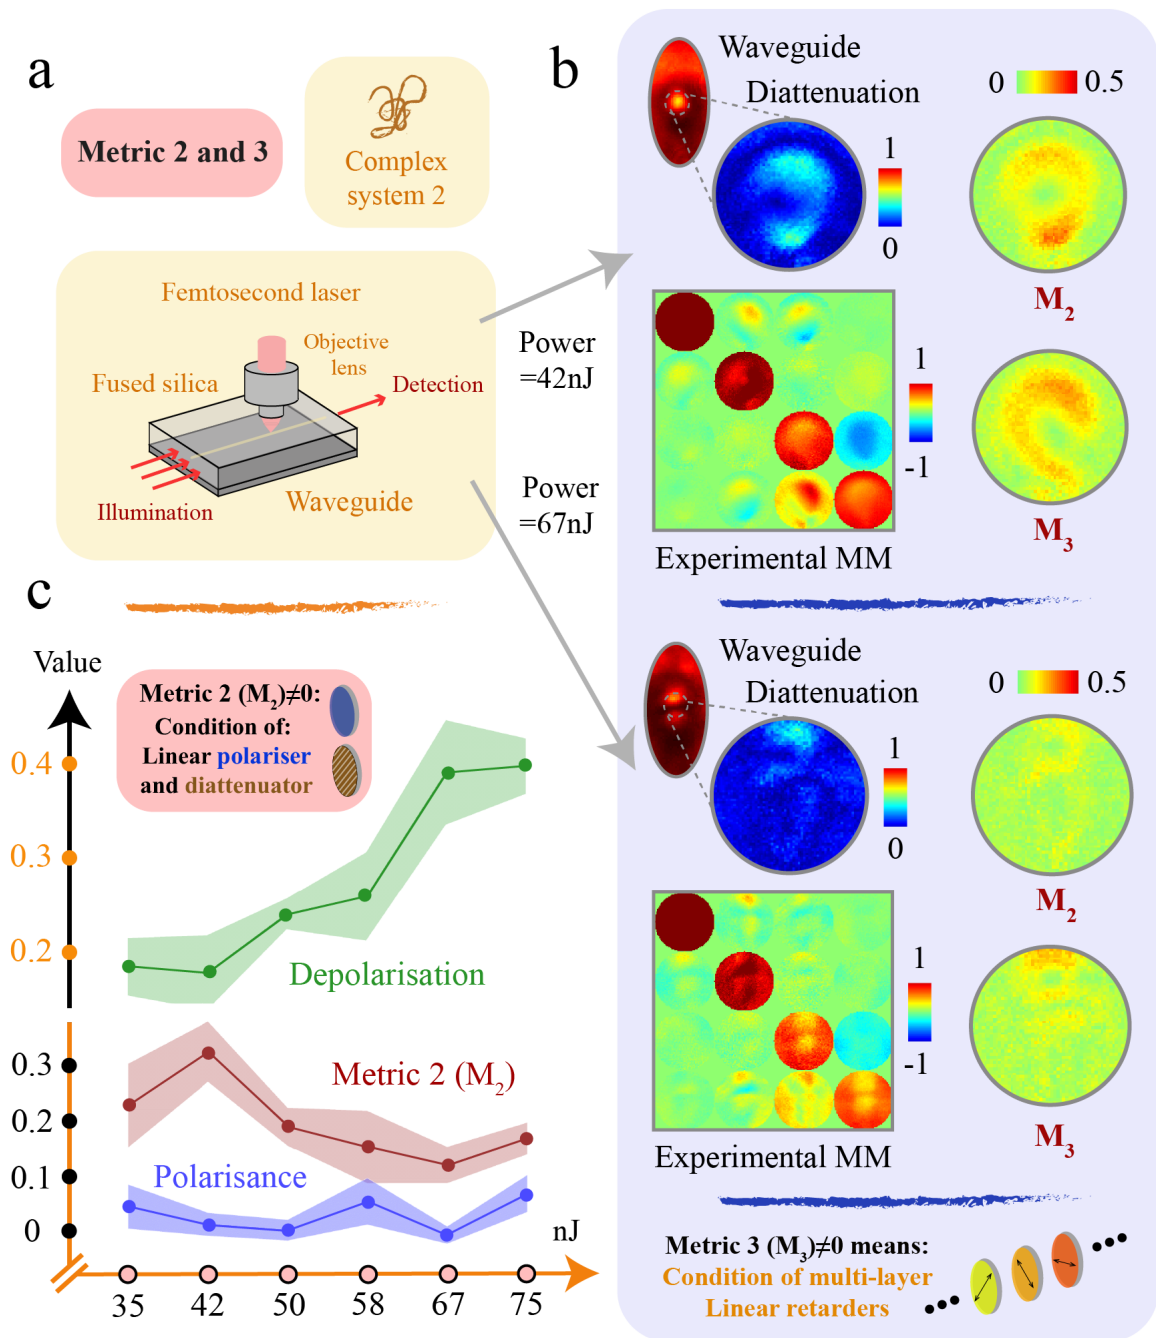 a
Metric 2 and 3
Complex
system 2
Femtosecond laser
Objective
lens
Fused silica
Detection
Illumination
Waveguide
Power
=42nJ
Power
=67nJ
b
Waveguide
Diattenuation
0 0.5
1
0
M2
1
-1
M3
Experimental MM
Waveguide
Diattenuation
0 0.5
1
0
M2
1
-1
M3
Experimental MM
Metric 3 (M3)≠0 means:
Condition of multi-layer
Linear retarders
c
Value
Metric 2 (M2)≠0:
Condition of:
Linear polariser
and diattenuator
0.4
0.3
0.2
Depolarisation
0.3
0.2
0.1
0
Metric 2 (M2)
Polarisance
nJ
35 42 50 58 67 75